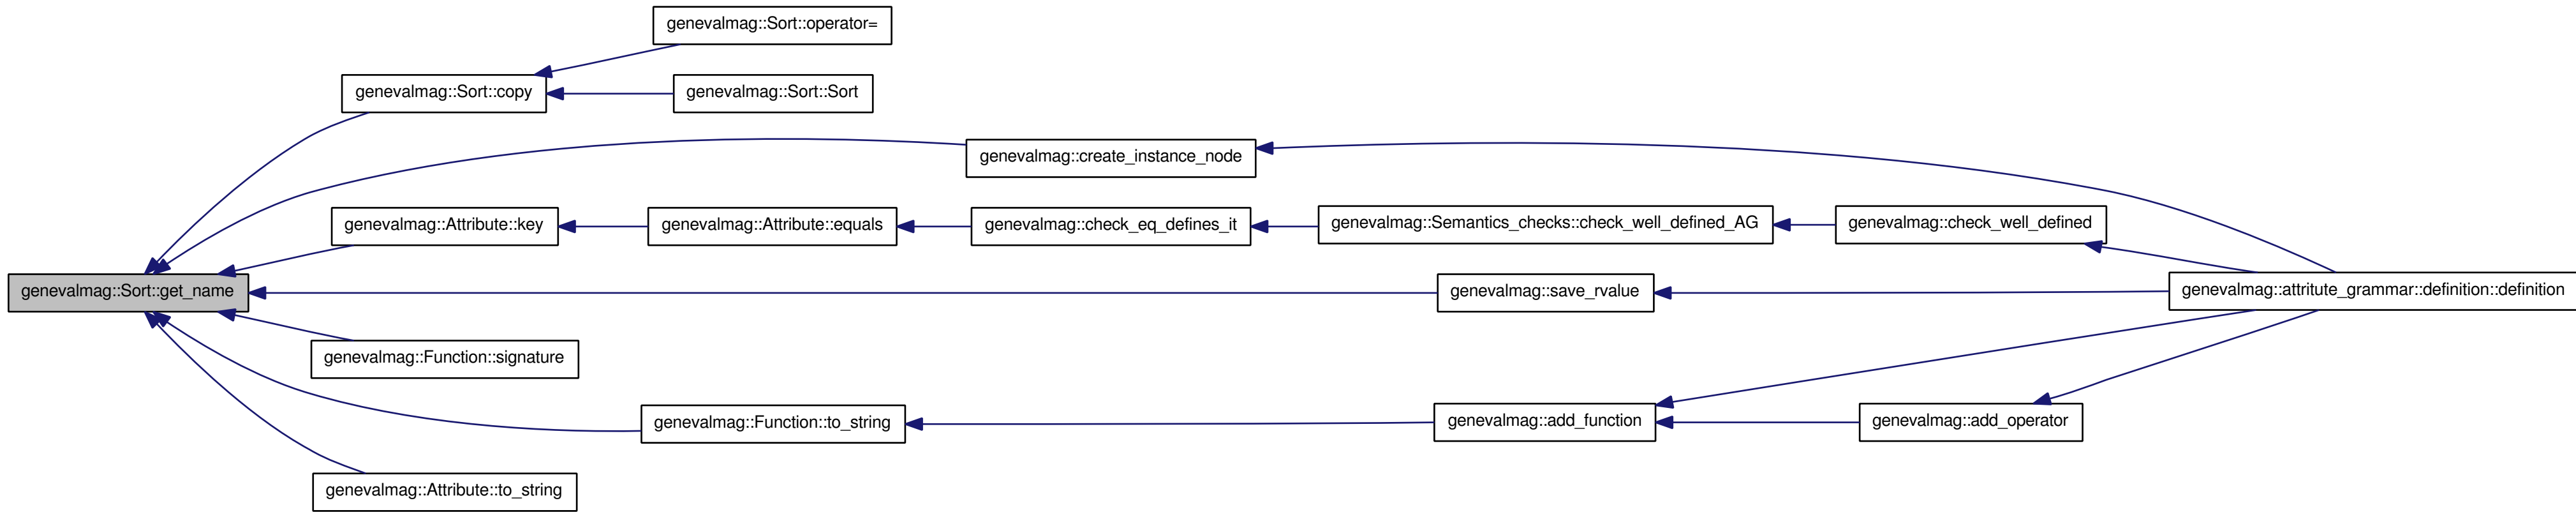 genevalmag::Sort::operator=
genevalmag::Sort::copy
genevalmag::Sort::Sort
genevalmag::create_instance_node
genevalmag::Attribute::key
genevalmag::Attribute::equals
genevalmag::check_eq_defines_it
genevalmag::Semantics_checks::check_well_defined_AG
genevalmag::check_well_defined
genevalmag::Sort::get_name
genevalmag::save_rvalue
genevalmag::attritute_grammar::definition::definition
genevalmag::Function::signature
genevalmag::Function::to_string
genevalmag::add_function
genevalmag::add_operator
genevalmag::Attribute::to_string